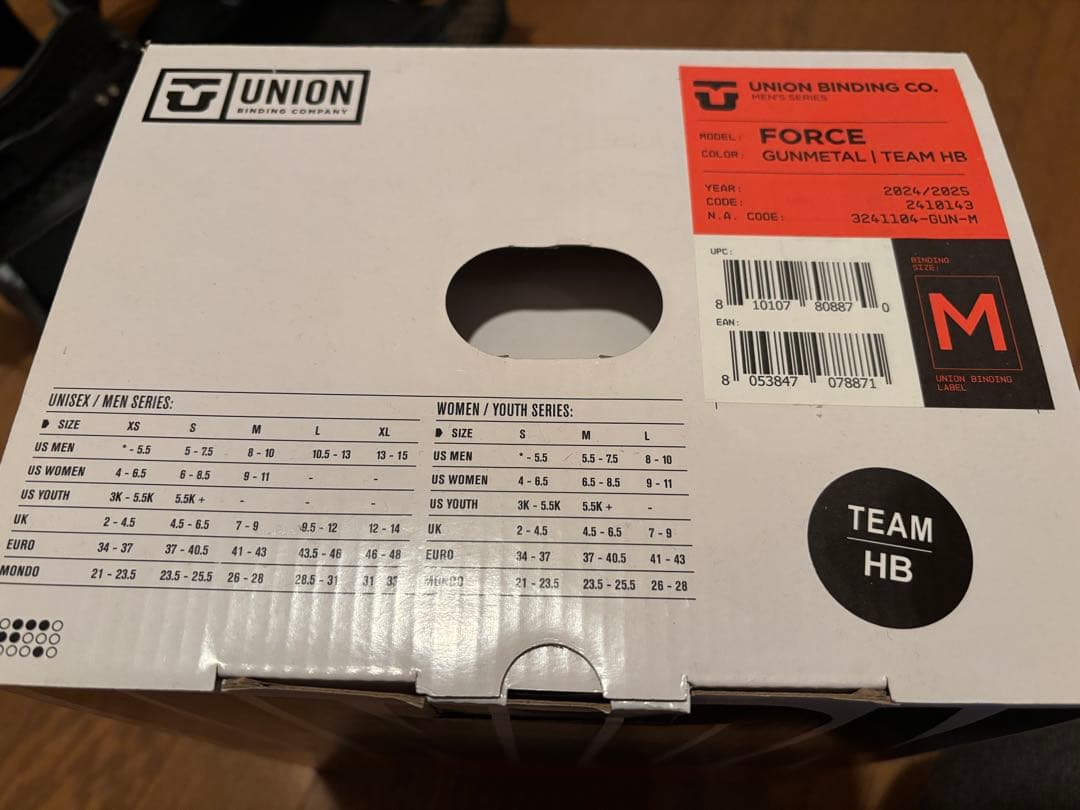 UNION
BINDING COMPANY
UNION BINDING CO.
MEN'S SERIES
MODEL: FORCE
COLOR: GUNMETAL | TEAM HB
YEAR: 2024/2025
CODE: 2410143
N.A. CODE: 3241104-GUN-M
UPC:
8 10107 80887 0
EAN:
8 053847 078871
BINDING
SIZE:
M
UNION BINDING
LABEL
UNISEX / MEN SERIES:
SIZE XS S M L XL
US MEN * - 5.5 5 - 7.5 8 - 10 10.5 - 13 13 - 15
US WOMEN 4 - 6.5 6 - 8.5 9 - 11 - -
US YOUTH 3K - 5.5K 5.5K + - - -
UK 2 - 4.5 4.5 - 6.5 7 - 9 9.5 - 12 12 - 14
EURO 34 - 37 37 - 40.5 41 - 43 43.5 - 46 46 - 48
MONDO 21 - 23.5 23.5 - 25.5 26 - 28 28.5 - 31 31 - 33
WOMEN / YOUTH SERIES:
SIZE S M L
US MEN * - 5.5 5.5 - 7.5 8 - 10
US WOMEN 4 - 6.5 6.5 - 8.5 9 - 11
US YOUTH 3K - 5.5K 5.5K + -
UK 2 - 4.5 4.5 - 6.5 7 - 9
EURO 34 - 37 37 - 40.5 41 - 43
MONDO 21 - 23.5 23.5 - 25.5 26 - 28
TEAM
HB